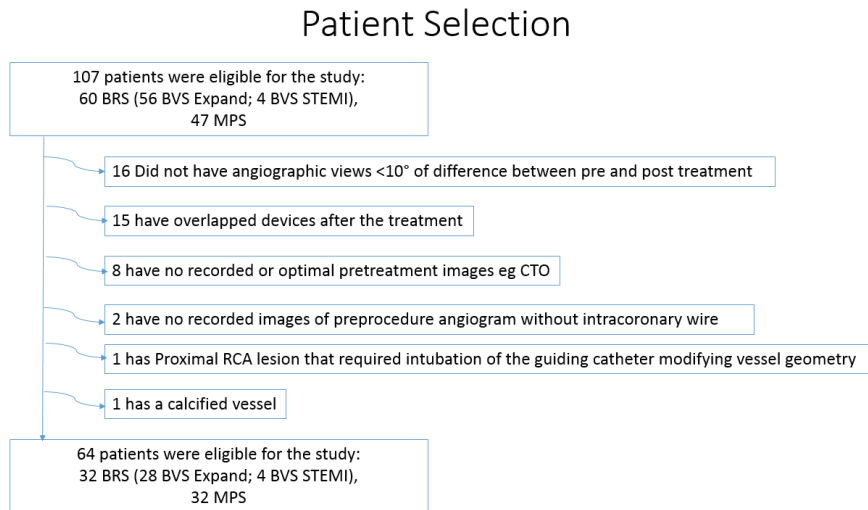 Patient Selection
107 patients were eligible for the study:
60 BRS (56 BVS Expand; 4 BVS STEMI),
47 MPS
16 Did not have angiographic views <10° of difference between pre and post treatment
15 have overlapped devices after the treatment
8 have no recorded or optimal pretreatment images eg CTO
2 have no recorded images of preprocedure angiogram without intracoronary wire
1 has Proximal RCA lesion that required intubation of the guiding catheter modifying vessel geometry
1 has a calcified vessel
64 patients were eligible for the study:
32 BRS (28 BVS Expand; 4 BVS STEMI),
32 MPS